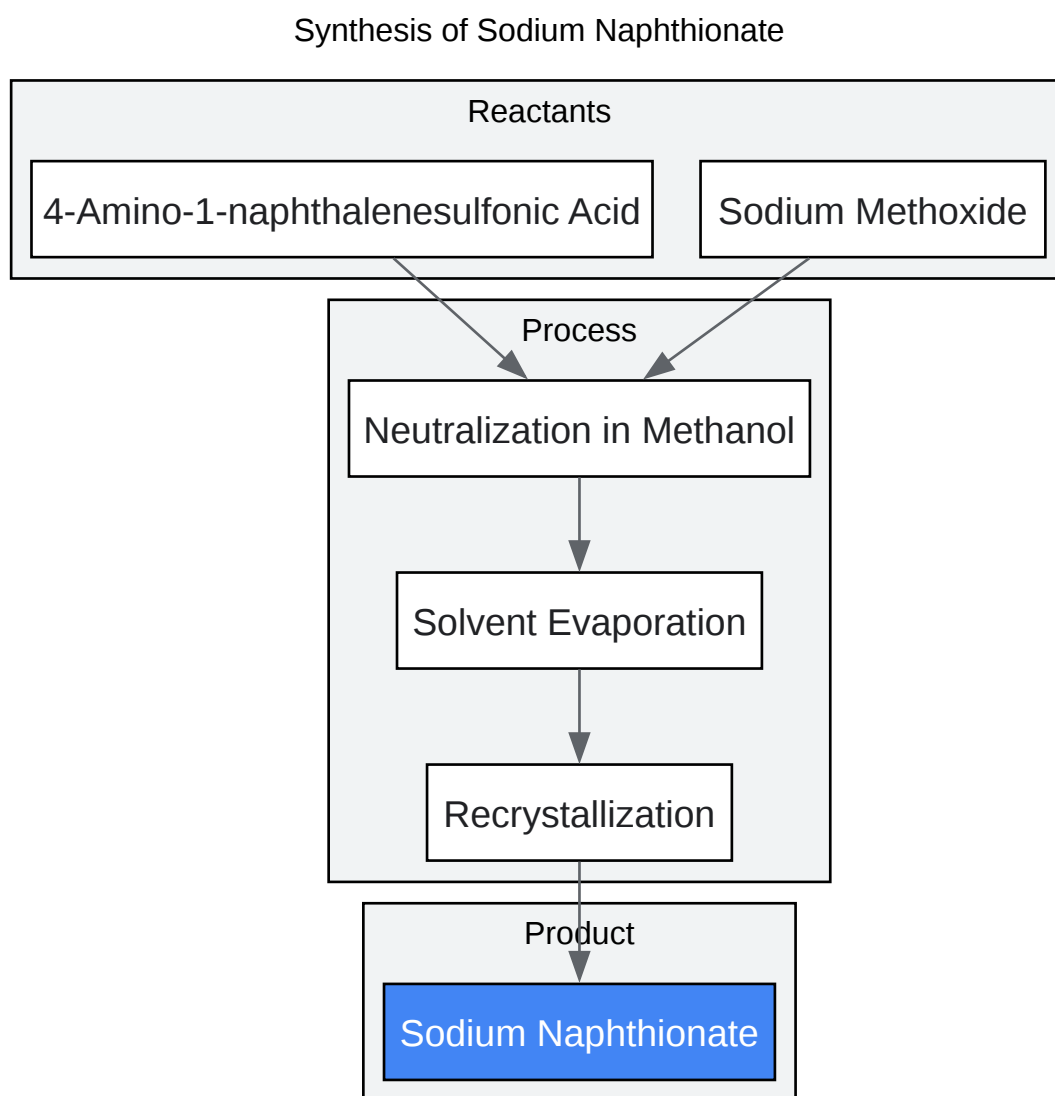 Synthesis of Sodium Naphthionate
Reactants
4-Amino-1-naphthalenesulfonic Acid
Sodium Methoxide
Process
Neutralization in Methanol
Solvent Evaporation
Recrystallization
Product
Sodium Naphthionate